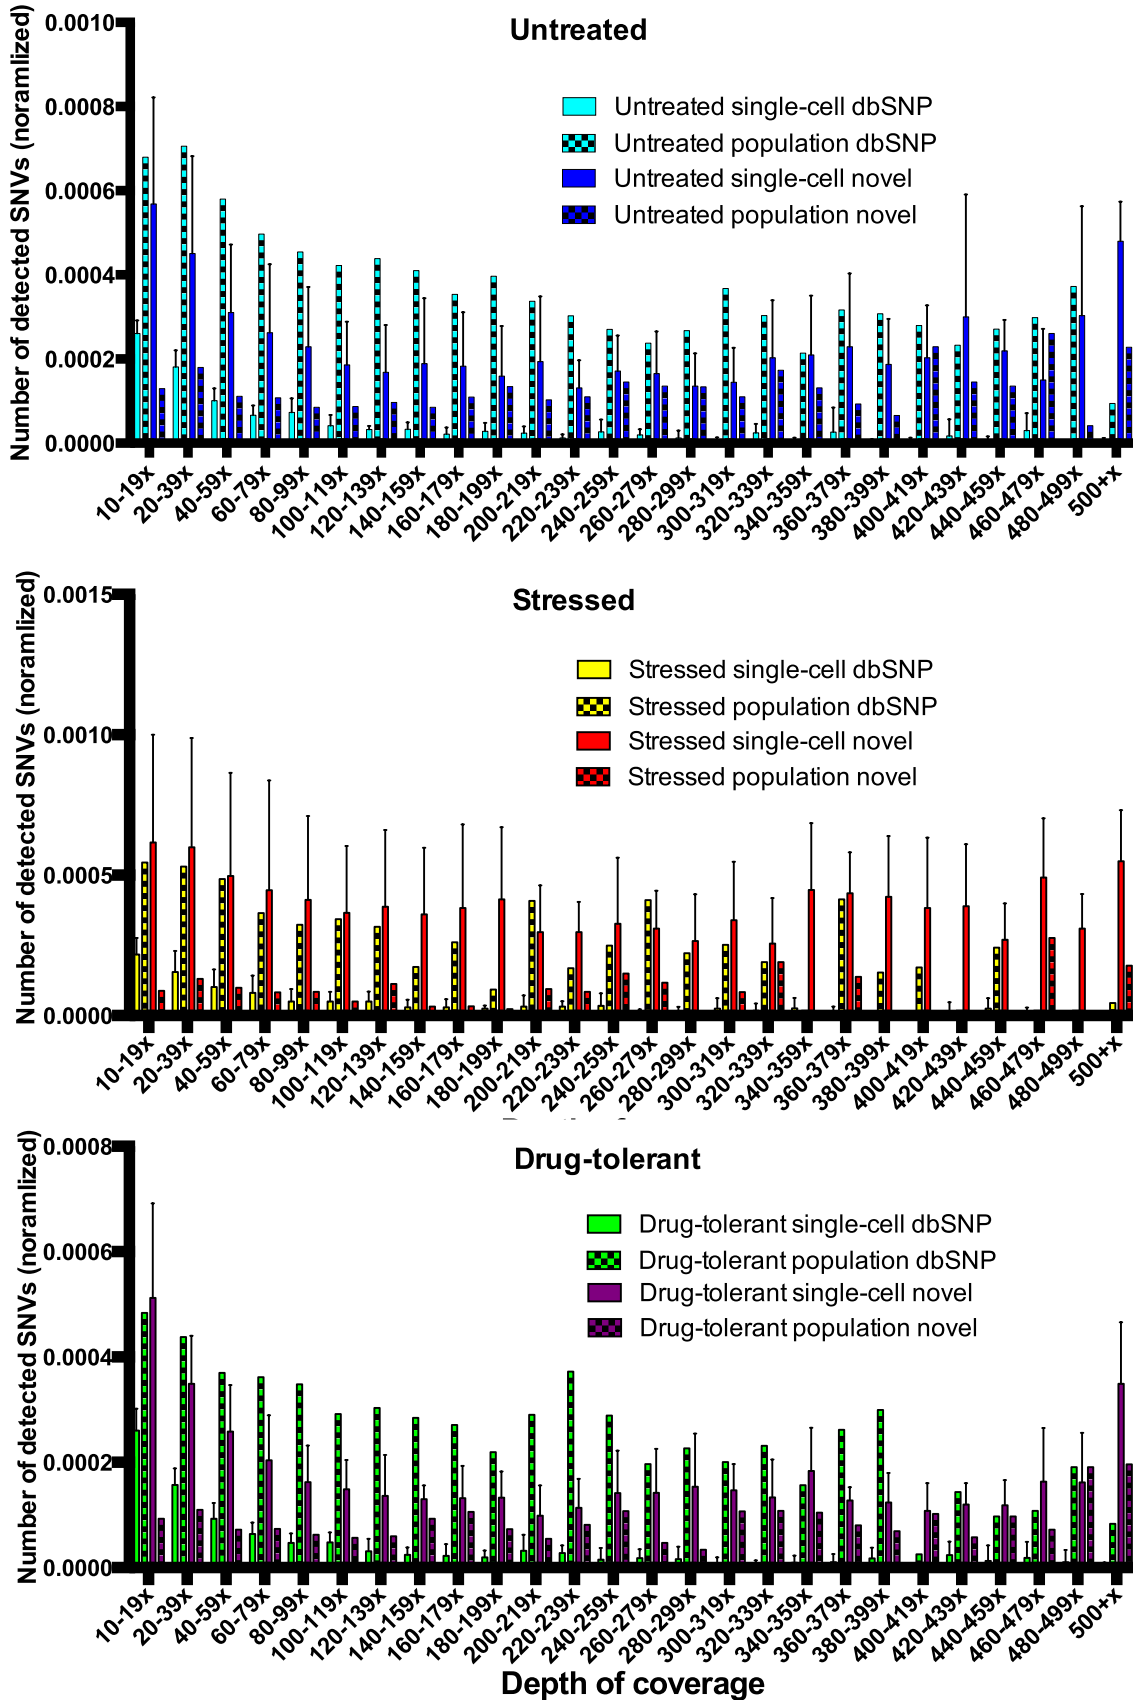 Untreated
Number of detected SNVs (noramlized)
0.0010
0.0008
0.0006
0.0004
0.0002
0.0000
Untreated single-cell dbSNP
Untreated population dbSNP
Untreated single-cell novel
Untreated population novel
10-19x
20-39x
40-59x
60-79x
80-99x
100-119x
120-139x
140-159x
160-179x
180-199x
200-219x
220-239x
240-259x
260-279x
280-299x
300-319x
320-339x
340-359x
360-379x
380-399x
400-419x
420-439x
440-459x
460-479x
480-499x
500+x
Stressed
Number of detected SNVs (noramlized)
0.0015
0.0010
0.0005
0.0000
Stressed single-cell dbSNP
Stressed population dbSNP
Stressed single-cell novel
Stressed population novel
10-19x
20-39x
40-59x
60-79x
80-99x
100-119x
120-139x
140-159x
160-179x
180-199x
200-219x
220-239x
240-259x
260-279x
280-299x
300-319x
320-339x
340-359x
360-379x
380-399x
400-419x
420-439x
440-459x
460-479x
480-499x
500+x
Drug-tolerant
Number of detected SNVs (noramlized)
0.0008
0.0006
0.0004
0.0002
0.0000
Drug-tolerant single-cell dbSNP
Drug-tolerant population dbSNP
Drug-tolerant single-cell novel
Drug-tolerant population novel
10-19x
20-39x
40-59x
60-79x
80-99x
100-119x
120-139x
140-159x
160-179x
180-199x
200-219x
220-239x
240-259x
260-279x
280-299x
300-319x
320-339x
340-359x
360-379x
380-399x
400-419x
420-439x
440-459x
460-479x
480-499x
500+x
Depth of coverage